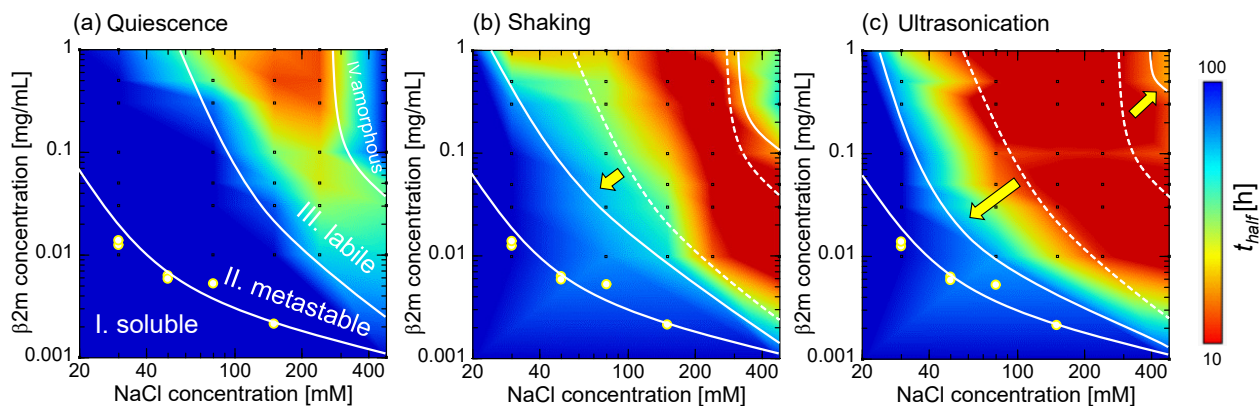 (a) Quiescence
(b) Shaking
(c) Ultrasonication
β2m concentration [mg/mL]
1
0.1
0.01
0.001
20
40
100
200
400
NaCl concentration [mM]
I. soluble
II. metastable
III. labile
IV.amorphous
β2m concentration [mg/mL]
1
0.1
0.01
0.001
20
40
100
200
400
NaCl concentration [mM]
β2m concentration [mg/mL]
1
0.1
0.01
0.001
20
40
100
200
400
NaCl concentration [mM]
100
10
t_half [h]